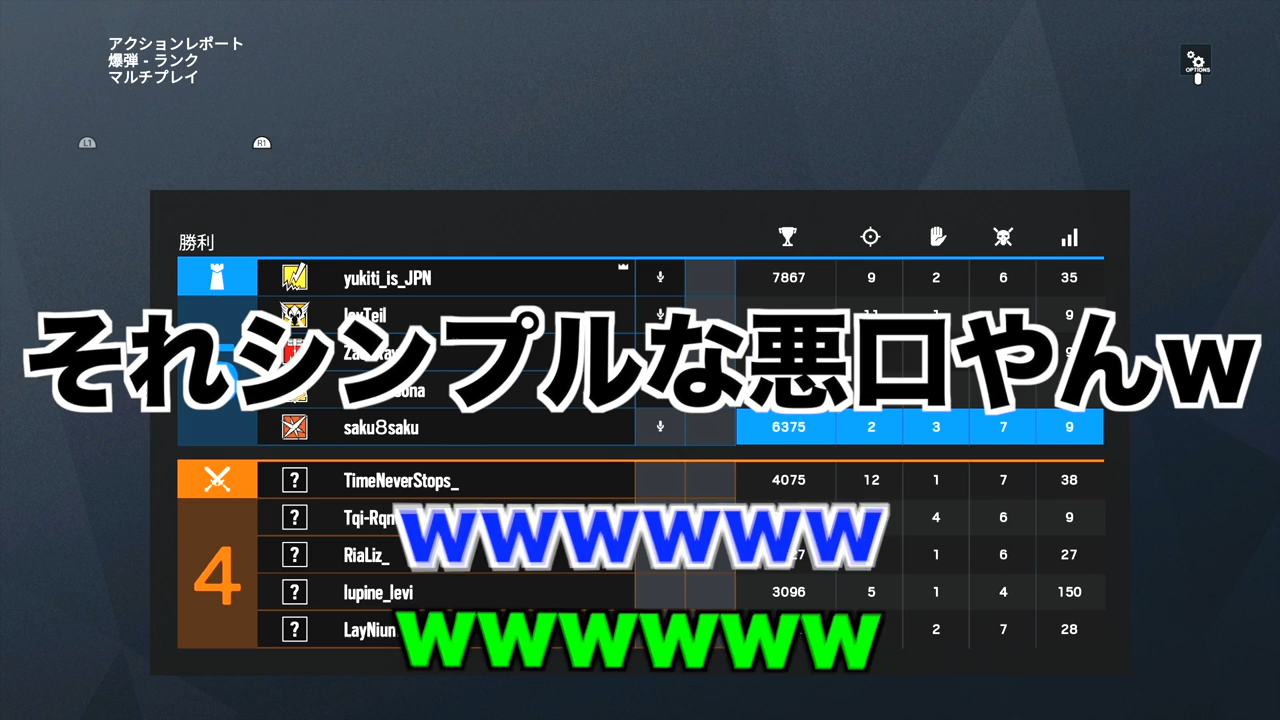 アクションレポート
爆弾 - ランク
マルチプレイ
OPTIONS
L1
R1
勝利
yukiti_is_JPN 7867 9 2 6 35
9
それシンプルな悪口やんw
saku8saku 6375 2 3 7 9
TimeNeverStops_ 4075 12 1 7 38
4 6 9
wwwwww
RiaLiz_ 1 6 27
4
lupine_levi 3096 5 1 4 150
wwwwww
2 7 28